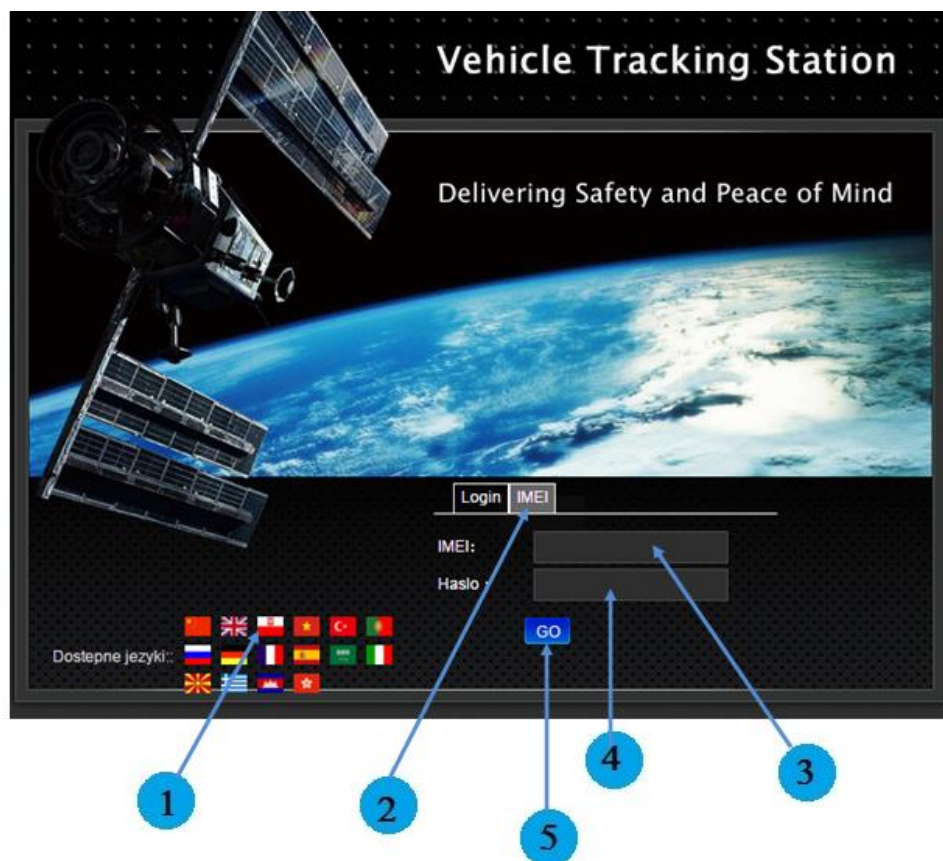 Vehicle Tracking Station
Delivering Safety and Peace of Mind
Login IMEI
IMEI:
Haslo :
GO
Dostepne jezyki::
1
2
3
4
5